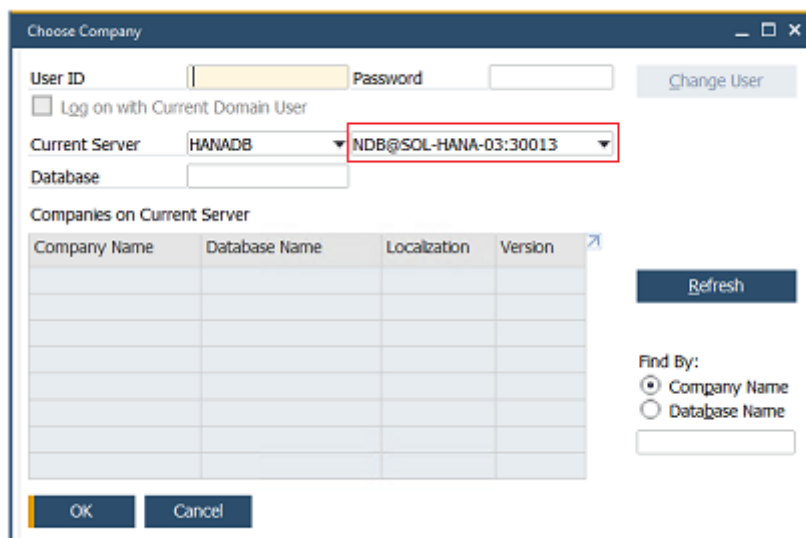 Choose Company
User ID Password Change User
Log on with Current Domain User
Current Server HANADB NDB@SOL-HANA-03:30013
Database
Companies on Current Server
Company Name Database Name Localization Version
Refresh
Find By:
Company Name
Database Name
OK Cancel